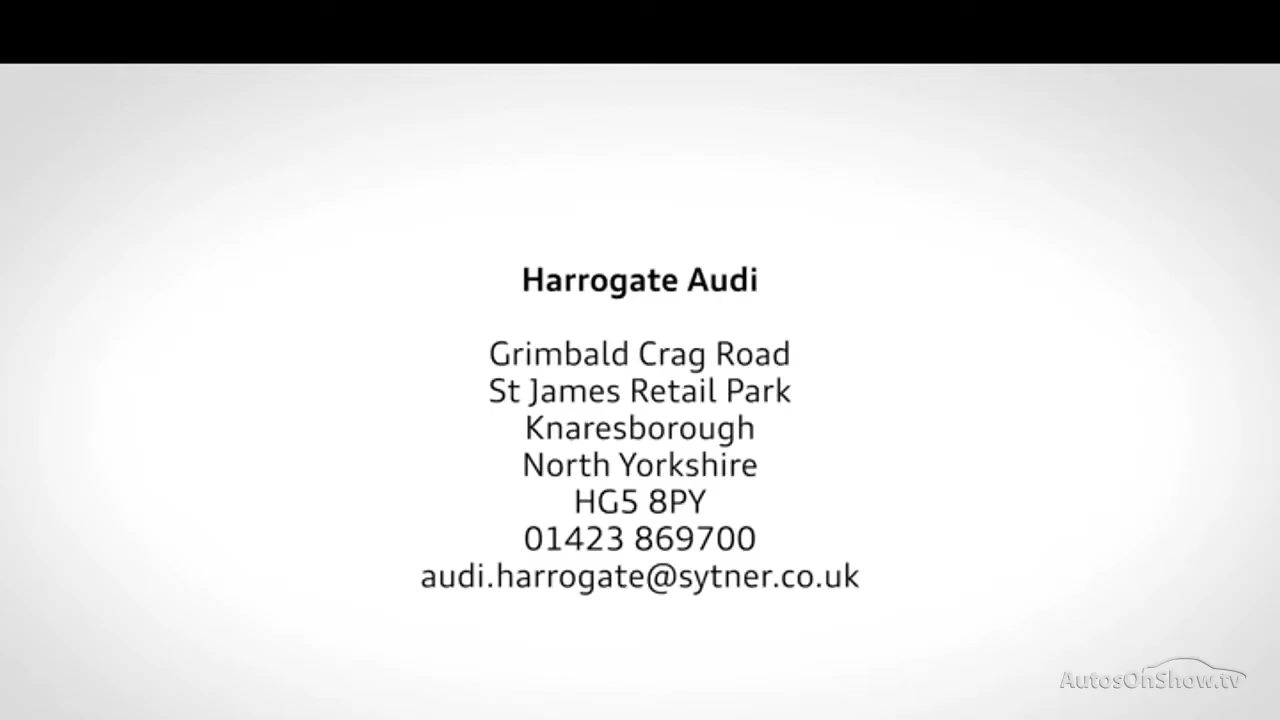 Harrogate Audi
Grimbald Crag Road
St James Retail Park
Knaresborough
North Yorkshire
HG5 8PY
01423 869700
audi.harrogate@sytner.co.uk
AutosOnShow.tv